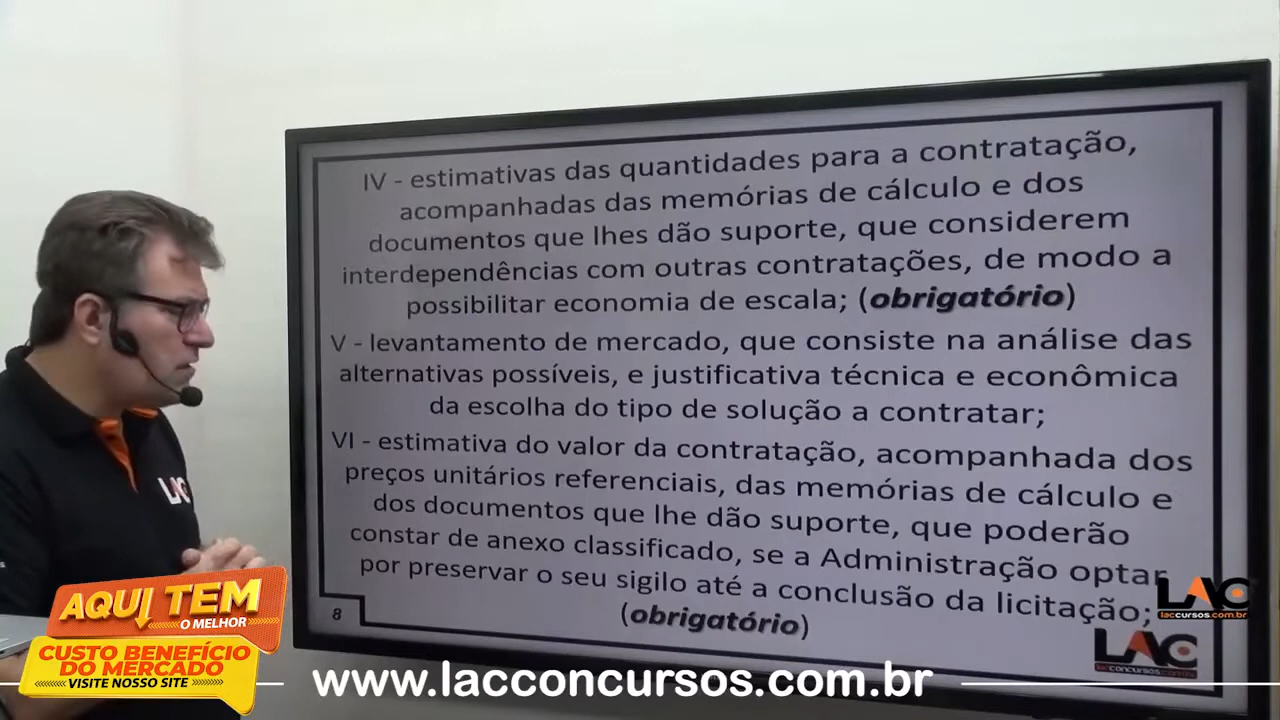 IV - estimativas das quantidades para a contratação,
acompanhadas das memórias de cálculo e dos
documentos que lhes dão suporte, que considerem
interdependências com outras contratações, de modo a
possibilitar economia de escala; (obrigatório)
V - levantamento de mercado, que consiste na análise das
alternativas possíveis, e justificativa técnica e econômica
da escolha do tipo de solução a contratar;
VI - estimativa do valor da contratação, acompanhada dos
preços unitários referenciais, das memórias de cálculo e
dos documentos que lhe dão suporte, que poderão
constar de anexo classificado, se a Administração optar
por preservar o seu sigilo até a conclusão da licitação;
(obrigatório)
8
LAC
laccursos.com.br
LAC
lacconcursos.com.br
LAC
AQUI TEM
O MELHOR
CUSTO BENEFÍCIO
DO MERCADO
VISITE NOSSO SITE
www.lacconcursos.com.br